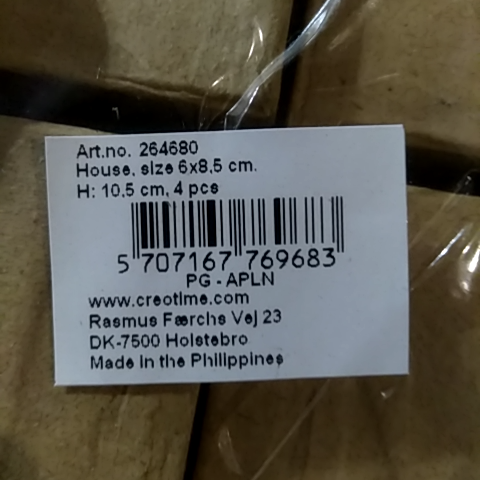 Art.no. 264680
House, size 6x8,5 cm.
H: 10,5 cm, 4 pcs
5 707167 769683
PG - APLN
www.creotime.com
Rasmus Færchs Vej 23
DK-7500 Holstebro
Made in the Philippines